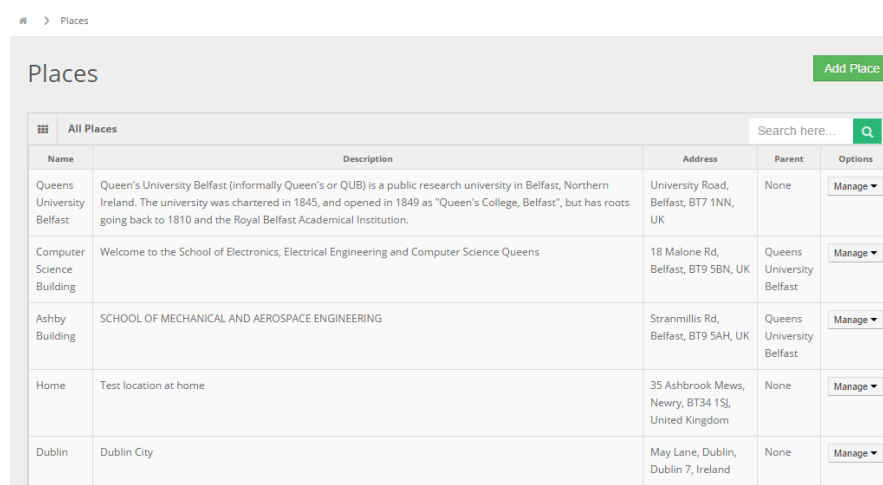 Places
Places
Add Place
All Places
Search here...
Name Description Address Parent Options
Queens University Belfast
Queen's University Belfast (informally Queen's or QUB) is a public research university in Belfast, Northern
Ireland. The university was chartered in 1845, and opened in 1849 as "Queen's College, Belfast", but has roots
going back to 1810 and the Royal Belfast Academical Institution.
University Road,
Belfast, BT7 1NN,
UK
None
Manage
Computer
Science
Building
Welcome to the School of Electronics, Electrical Engineering and Computer Science Queens
18 Malone Rd,
Belfast, BT9 5BN, UK
Queens
University
Belfast
Manage
Ashby
Building
SCHOOL OF MECHANICAL AND AEROSPACE ENGINEERING
Stranmillis Rd,
Belfast, BT9 5AH, UK
Queens
University
Belfast
Manage
Home
Test location at home
35 Ashbrook Mews,
Newry, BT34 1SJ,
United Kingdom
None
Manage
Dublin
Dublin City
May Lane, Dublin,
Dublin 7, Ireland
None
Manage